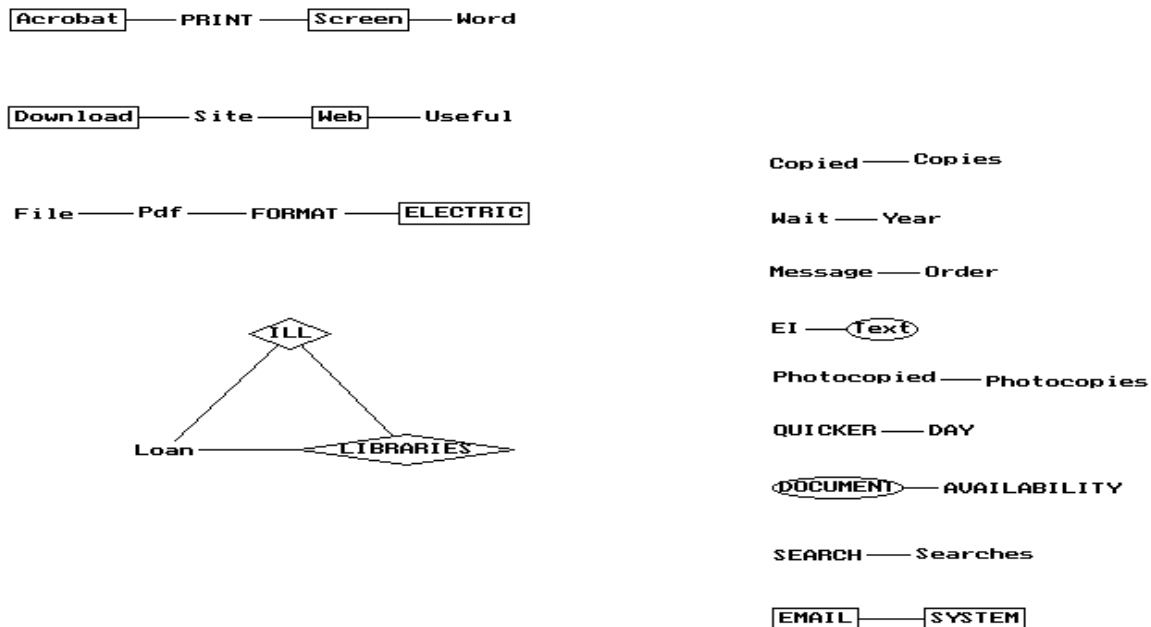 Acrobat PRINT Screen Word
Download Site Web Useful
Copied Copies
File Pdf FORMAT ELECTRIC
Wait Year
Message Order
ILL
EI Text
Photocopied Photocopies
QUICKER DAY
Loan LIBRARIES
DOCUMENT AVAILABILITY
SEARCH Searches
EMAIL SYSTEM